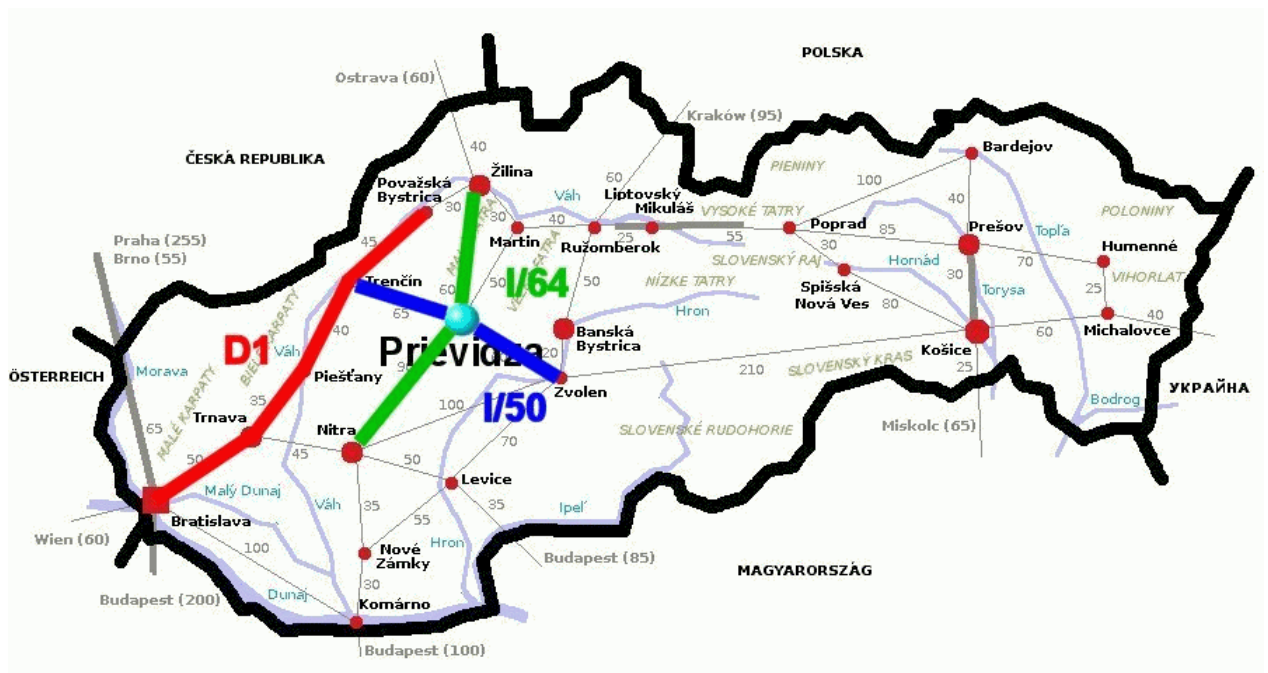 POLSKA
Ostrava (60)
Kraków (95)
ČESKÁ REPUBLIKA
40
Žilina
Považská
Bystrica
30
30
Váh
60
Liptovský
Mikuláš
PIENINY
100
Bardejov
40
VYSOKÉ TATRY
Poprad
85
Prešov
Topľa
POLONINY
Praha (255)
Brno (55)
45
MALÁ FATRA
Martin
40
Ružomberok
25
55
30
SLOVENSKÝ RAJ
Hornád
70
Humenné
VEĽKÁ FATRA
Trenčín
50
I/64
50
NÍZKE TATRY
Spišská
Nová Ves
30
Torysa
25
VIHORLAT
65
Hron
80
40
Michalovce
BIELE KARPATY
40
Prievidza
Banská
Bystrica
60
Košice
D1
Váh
20
ÖSTERREICH
Morava
Piešťany
90
210
SLOVENSKÝ KRAS
25
УКРАЙНА
Zvolen
MALÉ KARPATY
35
100
I/50
Bodrog
Trnava
Nitra
65
SLOVENSKÉ RUDOHORIE
Miskolc (65)
70
50
45
50
Levice
Malý Dunaj
Váh
35
35
Ipeľ
Bratislava
55
Wien (60)
100
Nové
Zámky
Hron
Budapest (85)
30
MAGYARORSZÁG
Budapest (200)
Dunaj
Komárno
Budapest (100)